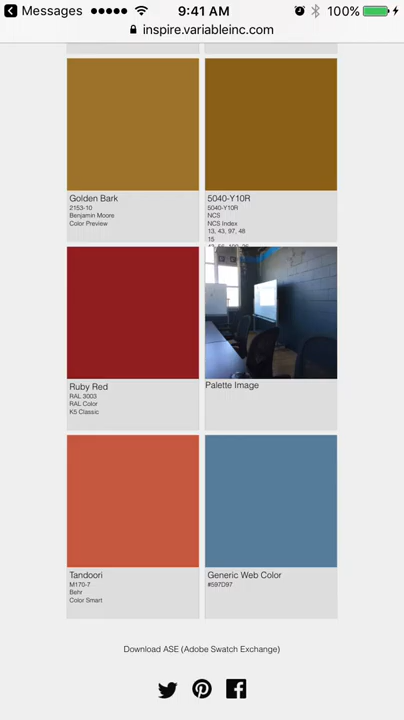 Messages
9:41 AM
100%
inspire.variableinc.com
Golden Bark
2153-10
Benjamin Moore
Color Preview
5040-Y10R
5040-Y10R
NCS
NCS Index
13, 43, 97, 48
15
Ruby Red
RAL 3003
RAL Color
K5 Classic
Palette Image
Tandoori
M170-7
Behr
Color Smart
Generic Web Color
#597D97
Download ASE (Adobe Swatch Exchange)